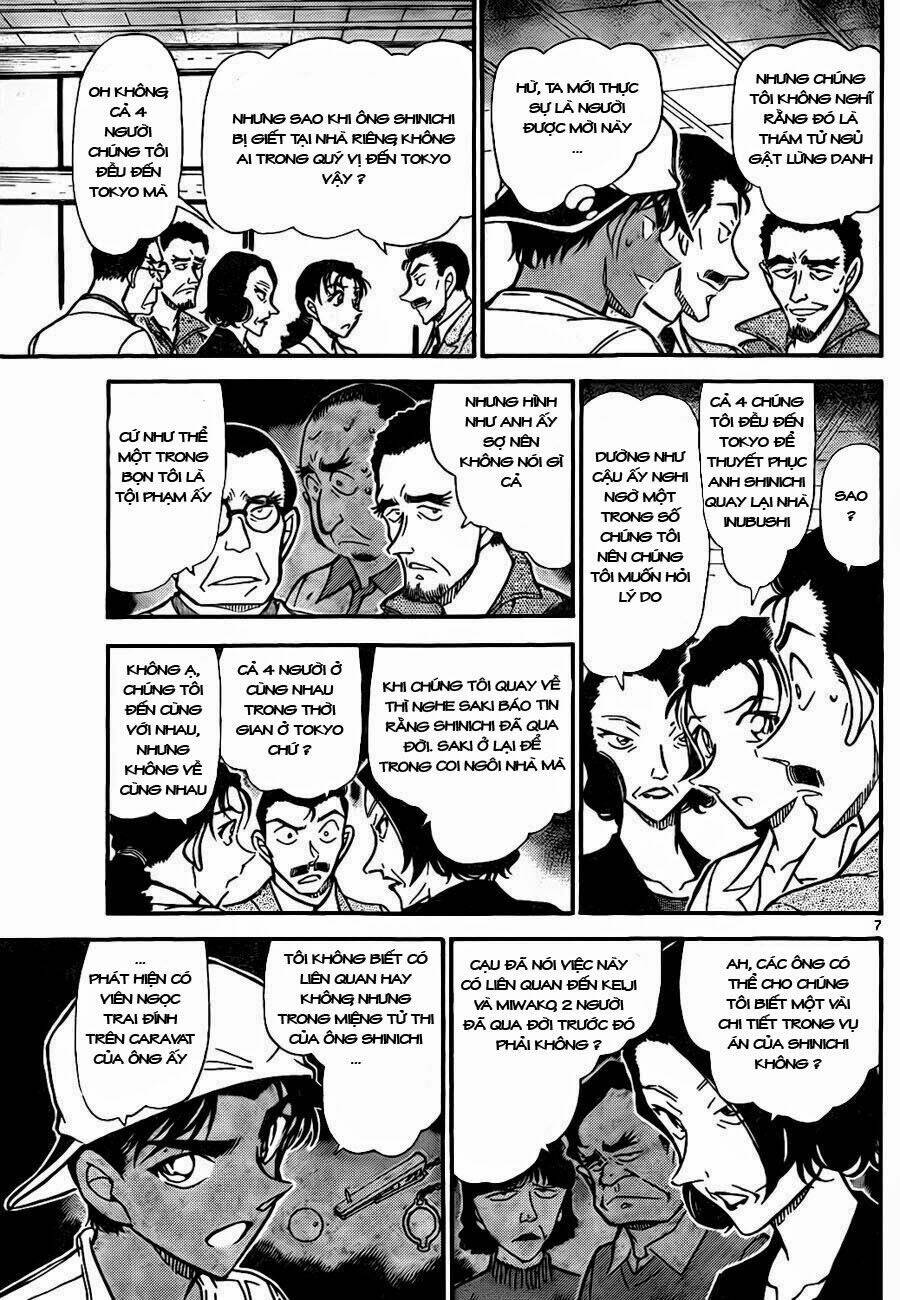 NHƯNG CHÚNG
TÔI KHÔNG NGHĨ
RẰNG ĐÓ LÀ
THÁM TỬ NGỦ
GẬT LỪNG DANH
HỪ, TA MỚI THỰC
SỰ LÀ NGƯỜI
ĐƯỢC MỜI NÀY
...
NHƯNG SAO KHI ÔNG SHINICHI
BỊ GIẾT TẠI NHÀ RIÊNG, KHÔNG
AI TRONG QUÝ VỊ ĐẾN TOKYO
VẬY ?
OH KHÔNG,
CẢ 4
NGƯỜI
CHÚNG TÔI
ĐỀU ĐẾN
TOKYO MÀ
SAO
?
CẢ 4 CHÚNG
TÔI ĐỀU ĐẾN
TOKYO ĐỂ
THUYẾT PHỤC
ANH SHINICHI
QUAY LẠI NHÀ
INUBUSHI
DƯỜNG NHƯ
CẬU ẤY NGHI
NGỜ MỘT
TRONG SỐ
CHÚNG TÔI
NÊN CHÚNG
TÔI MUỐN HỎI
LÝ DO
NHƯNG HÌNH
NHƯ ANH ẤY
SỢ NÊN
KHÔNG NÓI GÌ
CẢ
CỨ NHƯ THỂ
MỘT TRONG
BỌN TÔI LÀ
TỘI PHẠM ẤY
KHI CHÚNG TÔI QUAY VỀ
THÌ NGHE SAKI BÁO TIN
RẰNG SHINICHI ĐÃ QUA
ĐỜI. SAKI Ở LẠI ĐỂ
TRONG COI NGÔI NHÀ MÀ
CẢ 4 NGƯỜI Ở
CÙNG NHAU
TRONG THỜI
GIAN Ở TOKYO
CHỨ ?
KHÔNG Ạ,
CHÚNG TÔI
ĐẾN CÙNG
VỚI NHAU,
NHƯNG
KHÔNG VỀ
CÙNG NHAU
7
AH, CÁC ÔNG CÓ
THỂ CHO CHÚNG
TÔI BIẾT MỘT VÀI
CHI TIẾT TRONG VỤ
ÁN CỦA SHINICHI
KHÔNG ?
CẠU ĐÃ NÓI VIỆC NÀY
CÓ LIÊN QUAN ĐẾN KEIJI
VÀ MIWAKO, 2 NGƯỜI
ĐÃ QUA ĐỜI TRƯỚC ĐÓ
PHẢI KHÔNG ?
TÔI KHÔNG BIẾT CÓ
LIÊN QUAN HAY
KHÔNG, NHƯNG
TRONG MIỆNG TỬ THI
CỦA ÔNG SHINICHI
...
...
PHÁT HIỆN CÓ
VIÊN NGỌC
TRAI ĐÍNH
TRÊN CARAVAT
CỦA ÔNG ẤY